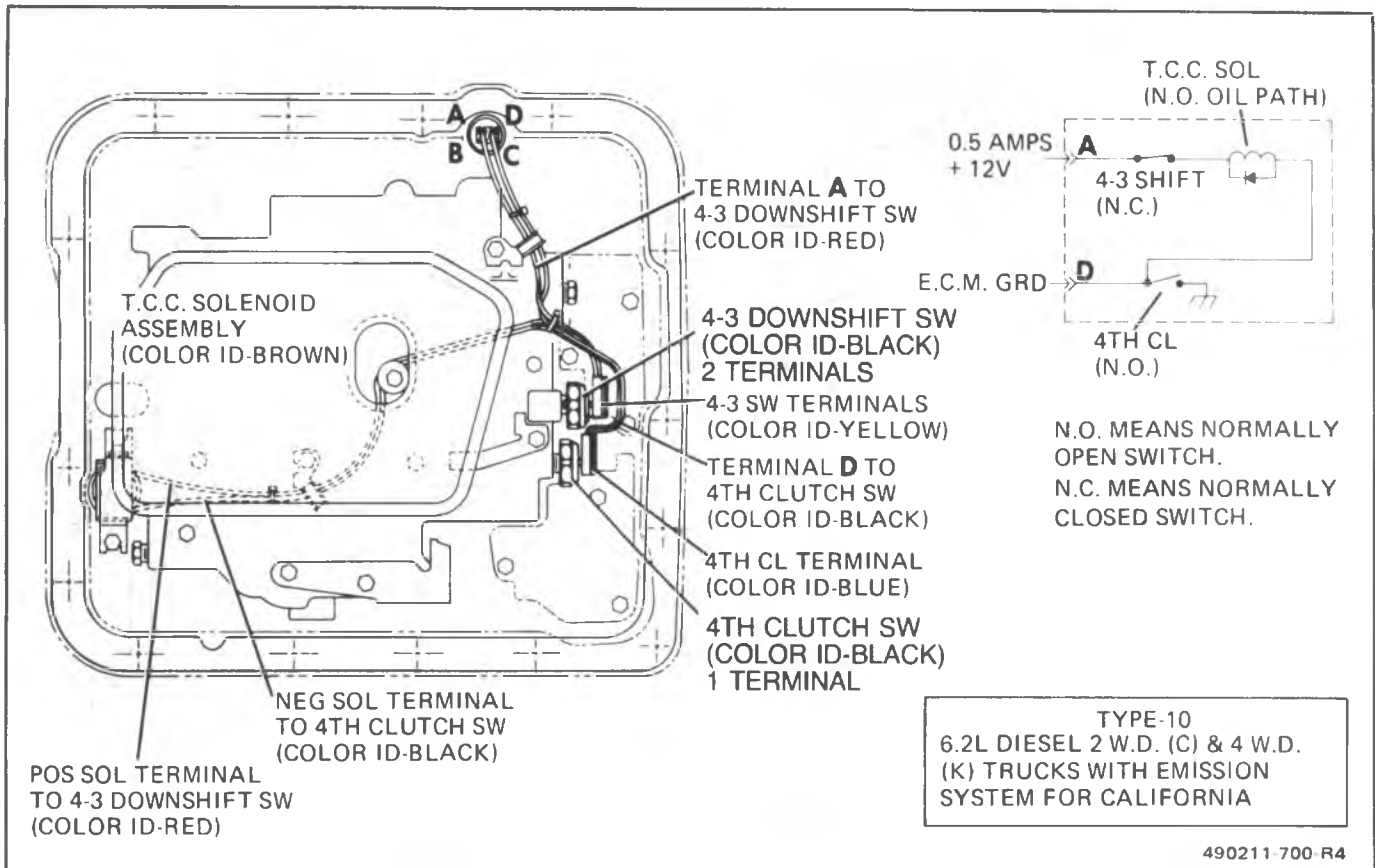 A D
B C
T.C.C. SOL
(N.O. OIL PATH)
0.5 AMPS
+ 12V
A
4-3 SHIFT
(N.C.)
E.C.M. GRD
D
4TH CL
(N.O.)
TERMINAL A TO
4-3 DOWNSHIFT SW
(COLOR ID-RED)
T.C.C. SOLENOID
ASSEMBLY
(COLOR ID-BROWN)
4-3 DOWNSHIFT SW
(COLOR ID-BLACK)
2 TERMINALS
4-3 SW TERMINALS
(COLOR ID-YELLOW)
TERMINAL D TO
4TH CLUTCH SW
(COLOR ID-BLACK)
4TH CL TERMINAL
(COLOR ID-BLUE)
4TH CLUTCH SW
(COLOR ID-BLACK)
1 TERMINAL
N.O. MEANS NORMALLY
OPEN SWITCH.
N.C. MEANS NORMALLY
CLOSED SWITCH.
NEG SOL TERMINAL
TO 4TH CLUTCH SW
(COLOR ID-BLACK)
POS SOL TERMINAL
TO 4-3 DOWNSHIFT SW
(COLOR ID-RED)
TYPE-10
6.2L DIESEL 2 W.D. (C) & 4 W.D.
(K) TRUCKS WITH EMISSION
SYSTEM FOR CALIFORNIA
490211-700-R4